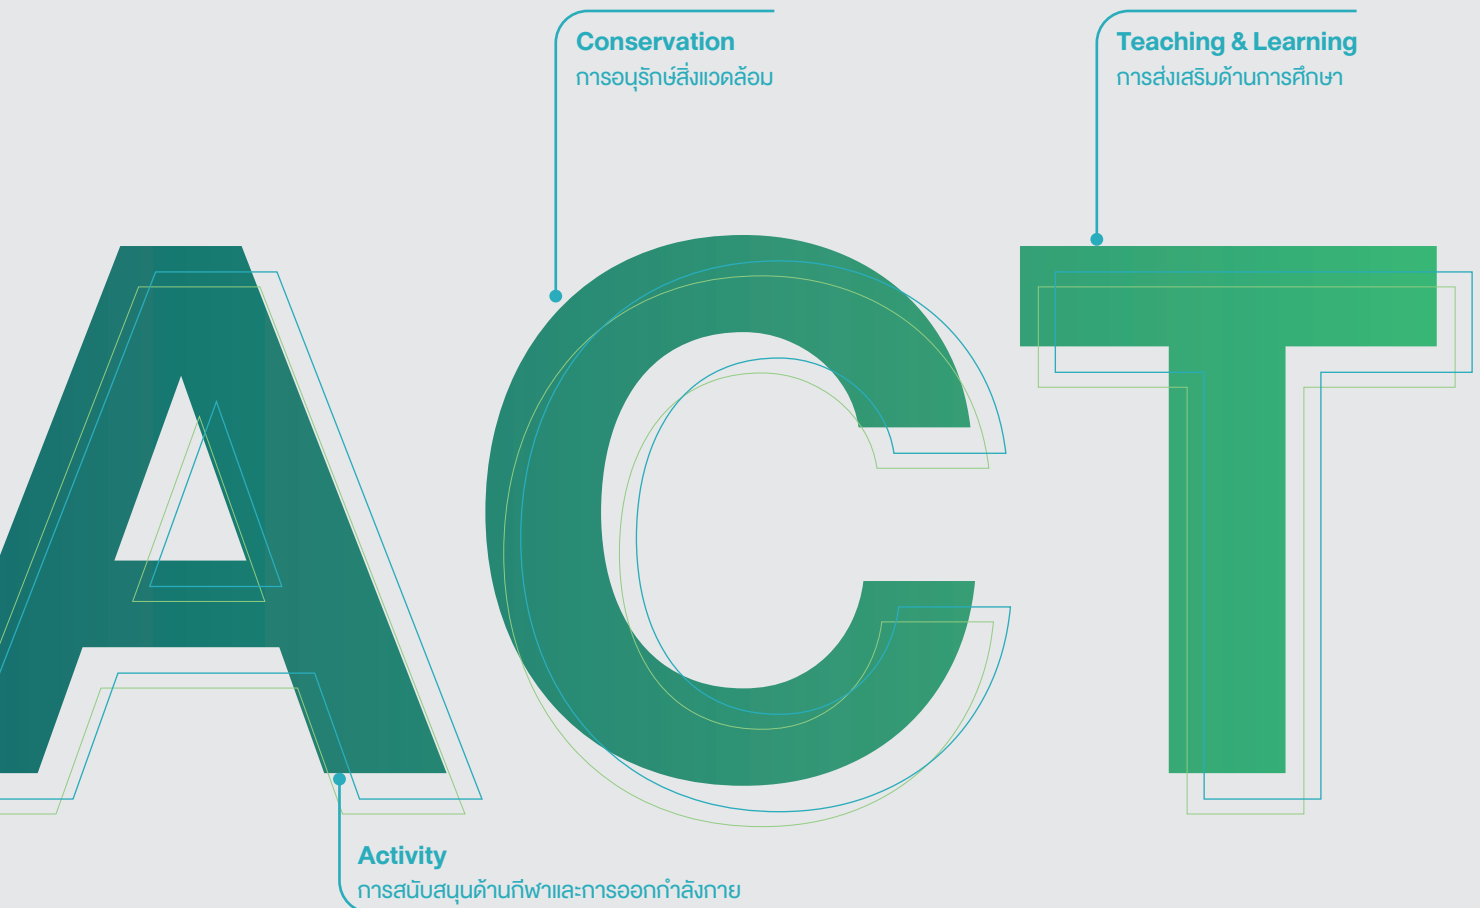 Conservation
การอนุรักษ์สิ่งแวดล้อม
Teaching & Learning
การส่งเสริมด้านการศึกษา
ACT
Activity
การสนับสนุนด้านกีฬาและการออกกำลังกาย